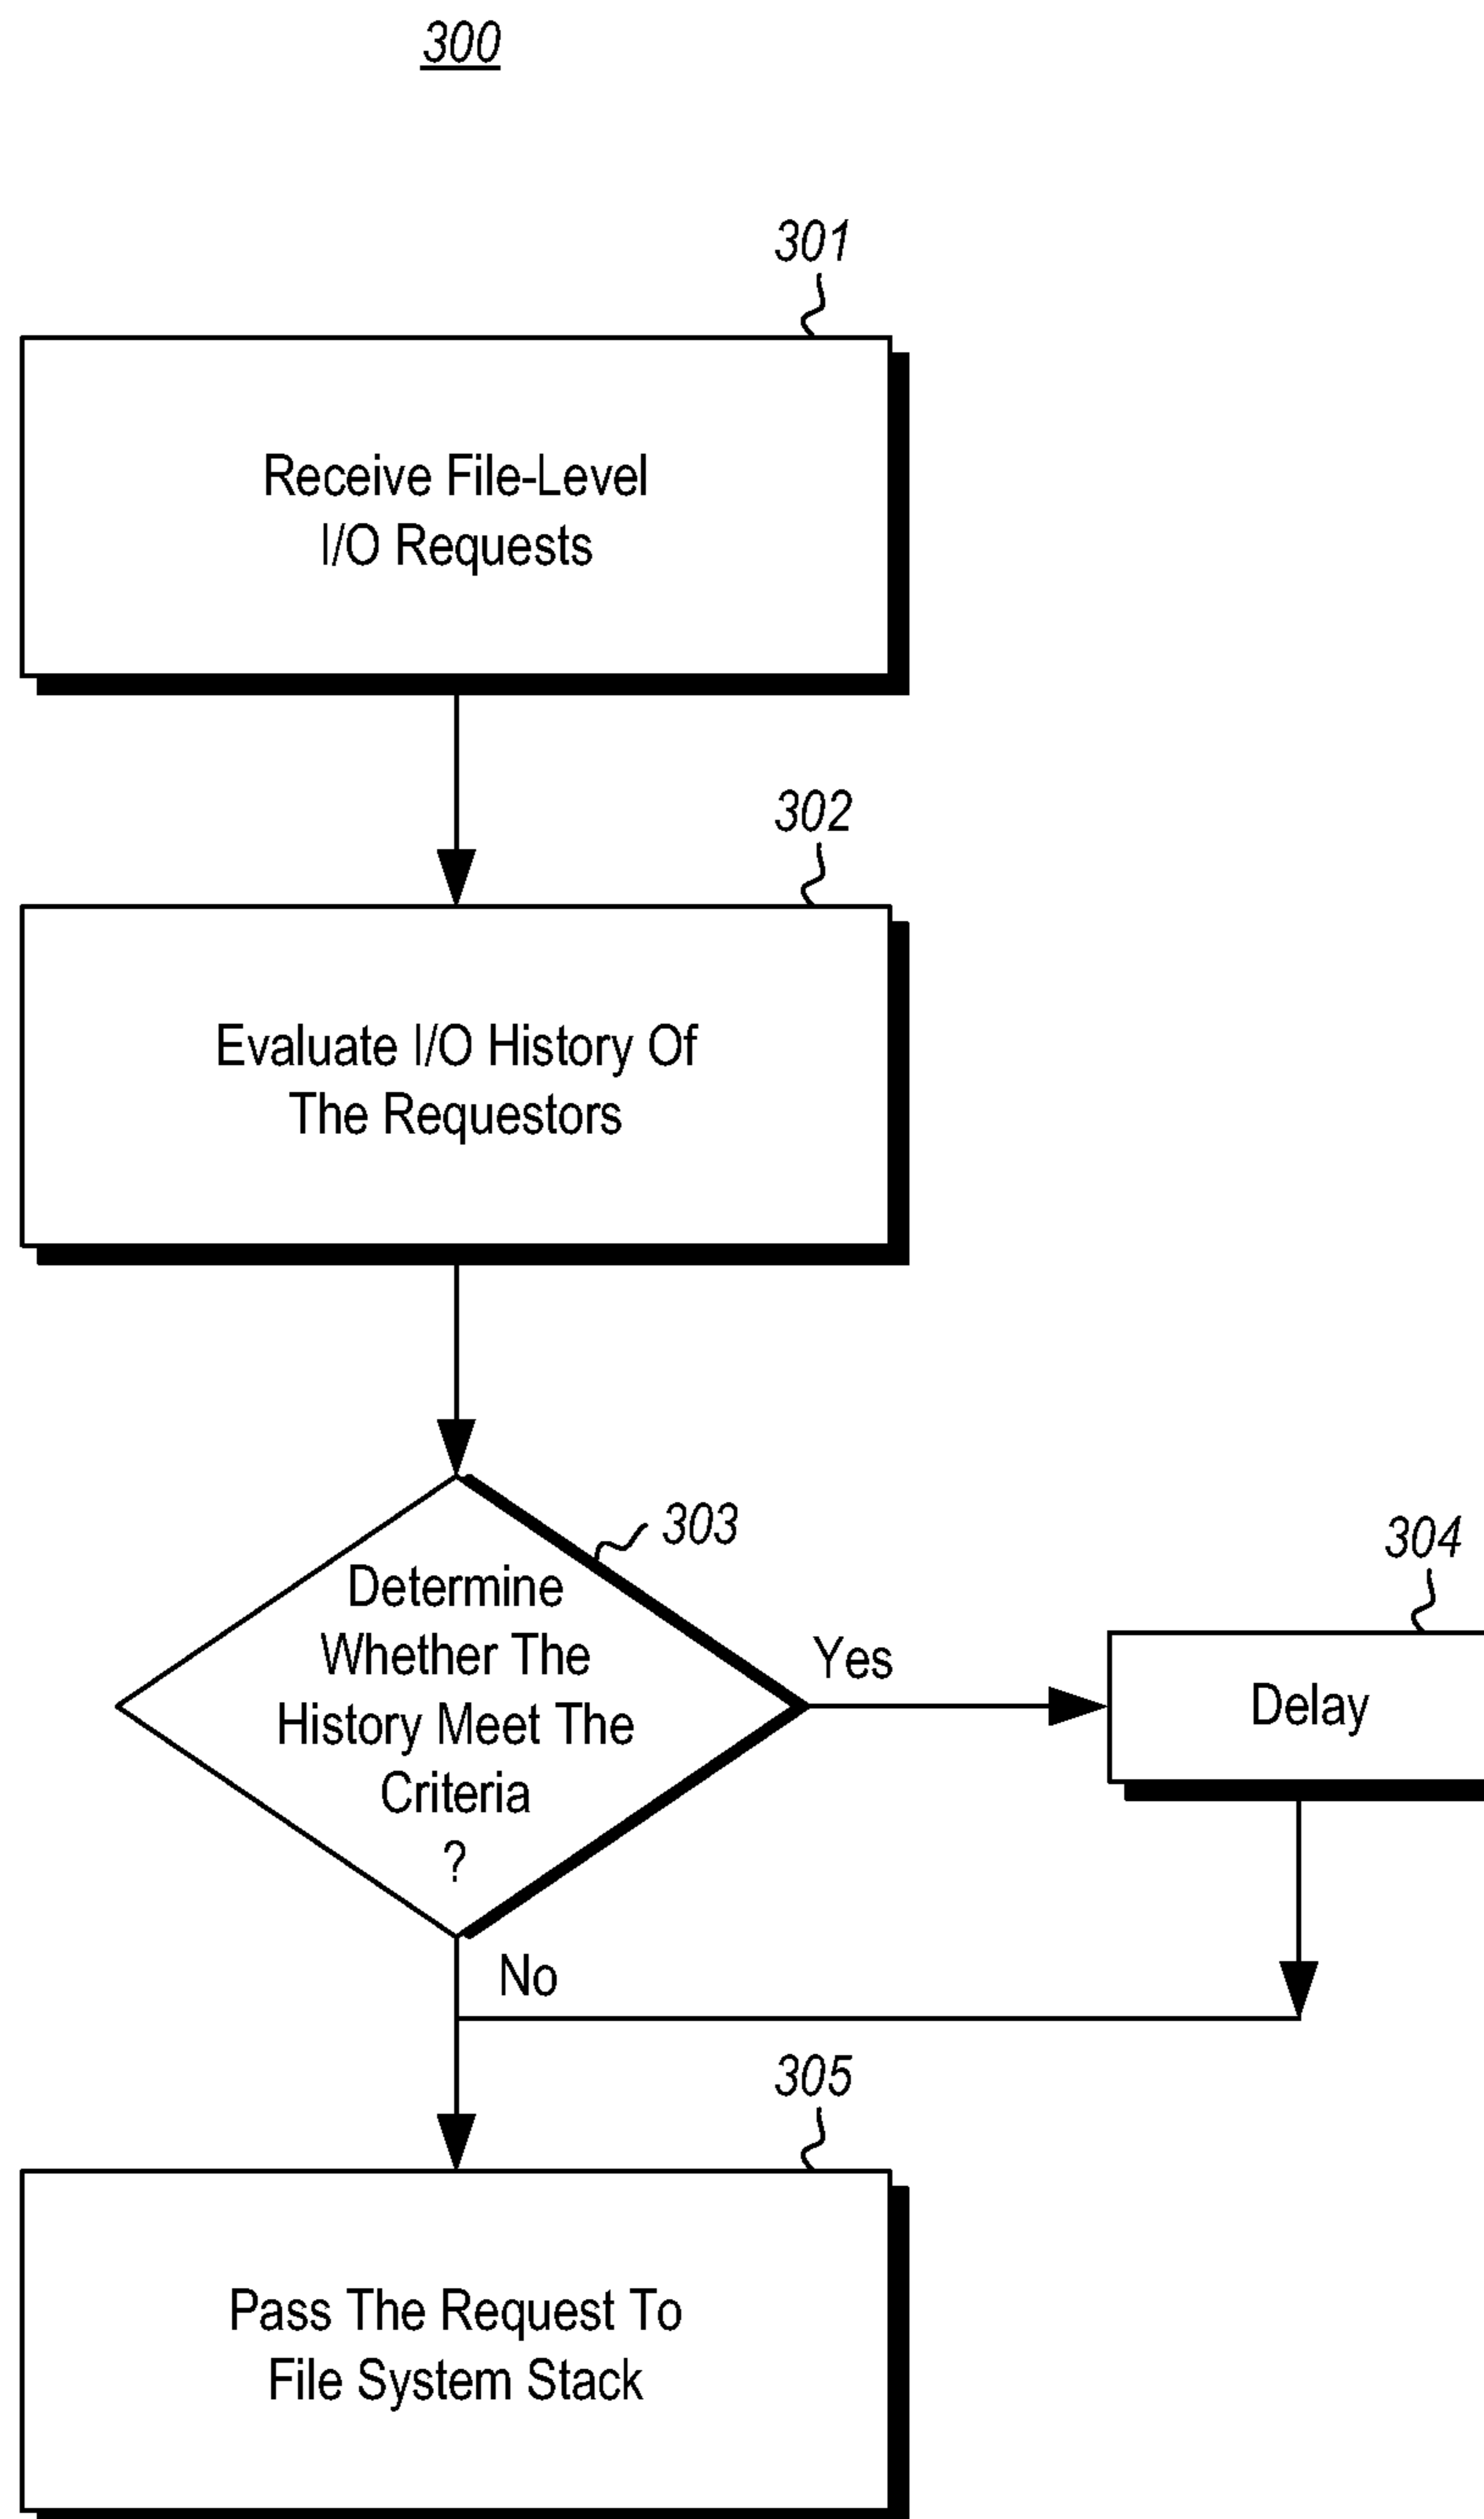 300
301
Receive File-Level
I/O Requests
302
Evaluate I/O History Of
The Requestors
303
Determine
Whether The
History Meet The
Criteria
?
Yes
304
Delay
No
305
Pass The Request To
File System Stack